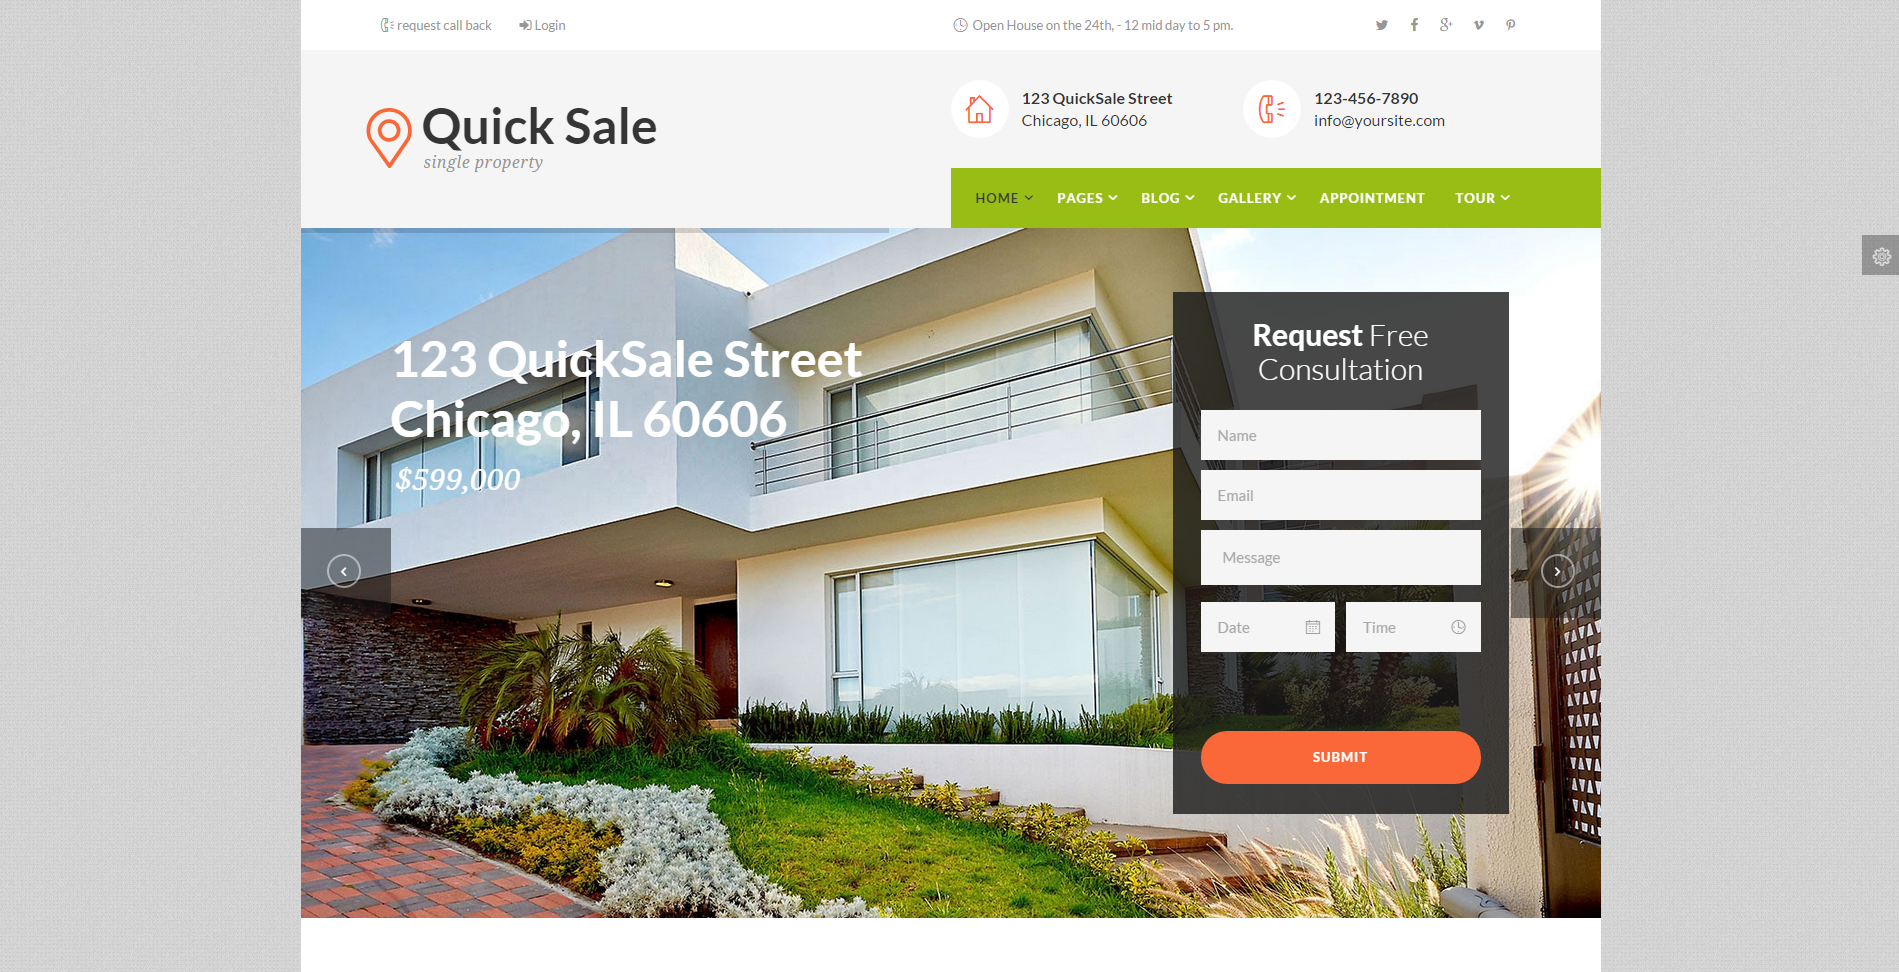 request call back
Login
Open House on the 24th, - 12 mid day to 5 pm.
Quick Sale
single property
123 QuickSale Street
Chicago, IL 60606
123-456-7890
info@yoursite.com
HOME
PAGES
BLOG
GALLERY
APPOINTMENT
TOUR
123 QuickSale Street
Chicago, IL 60606
$599,000
Request Free
Consultation
Name
Email
Message
Date
Time
SUBMIT